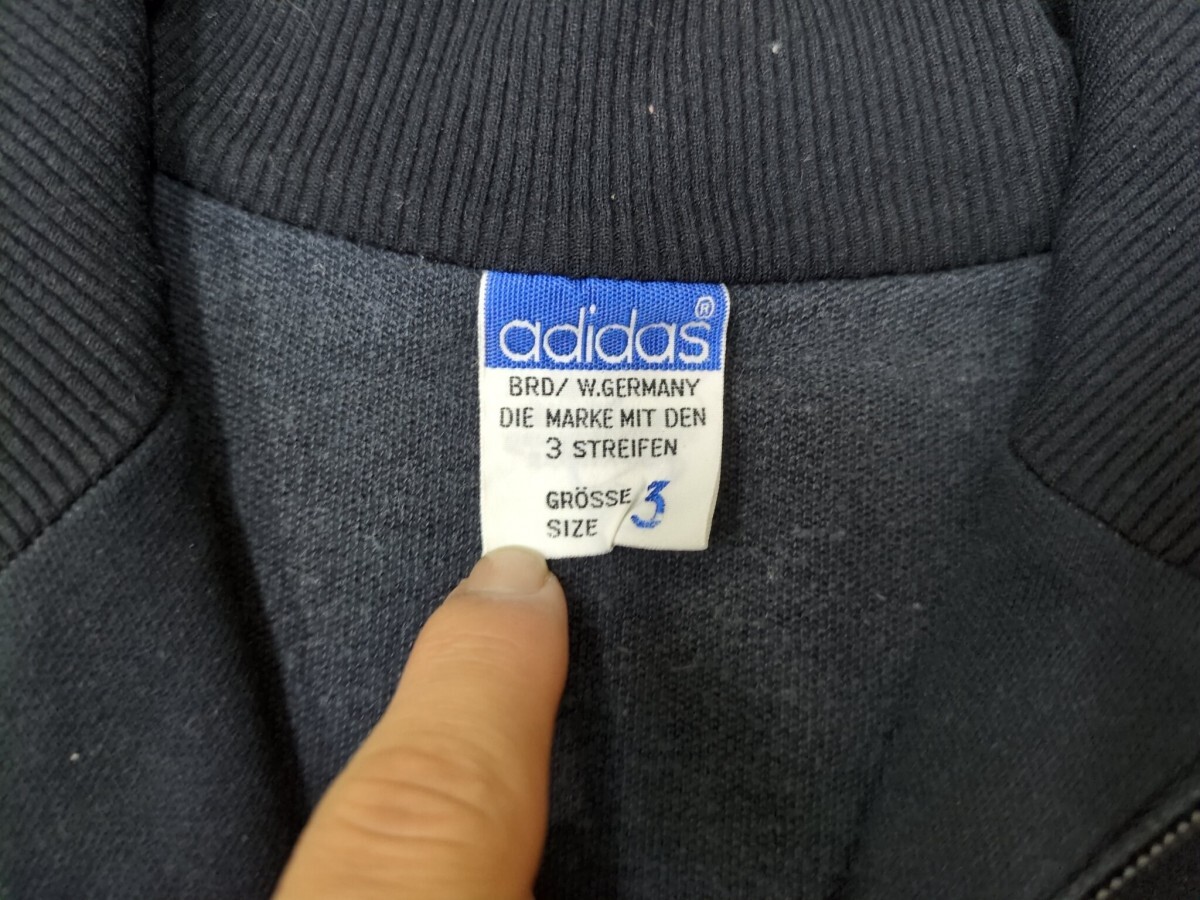 adidas®
BRD/ W.GERMANY
DIE MARKE MIT DEN
3 STREIFEN
GRÖSSE 3
SIZE